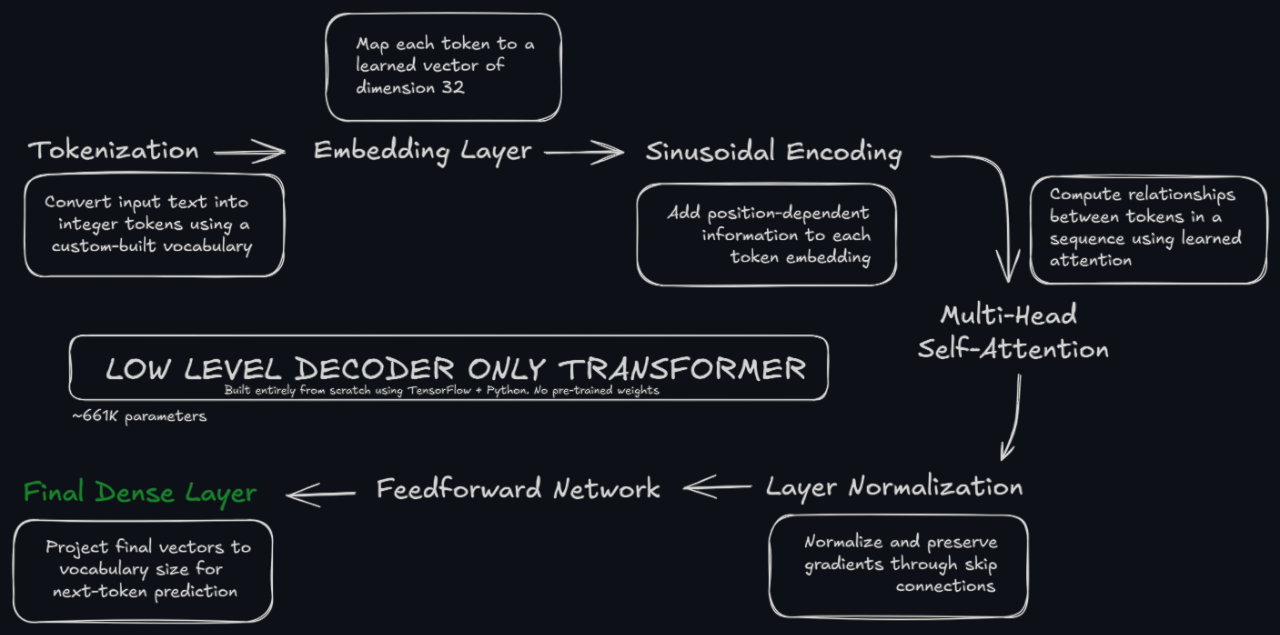 Map each token to a
learned vector of
dimension 32
Tokenization
Embedding Layer
Sinusoidal Encoding
Convert input text into
integer tokens using a
custom-built vocabulary
Add position-dependent
information to each
token embedding
Compute relationships
between tokens in a
sequence using learned
attention
Multi-Head
Self-Attention
LOW LEVEL DECODER ONLY TRANSFORMER
Built entirely from scratch using TensorFlow + Python. No pre-trained weights
~661K parameters
Layer Normalization
Normalize and preserve
gradients through skip
connections
Feedforward Network
Final Dense Layer
Project final vectors to
vocabulary size for
next-token prediction